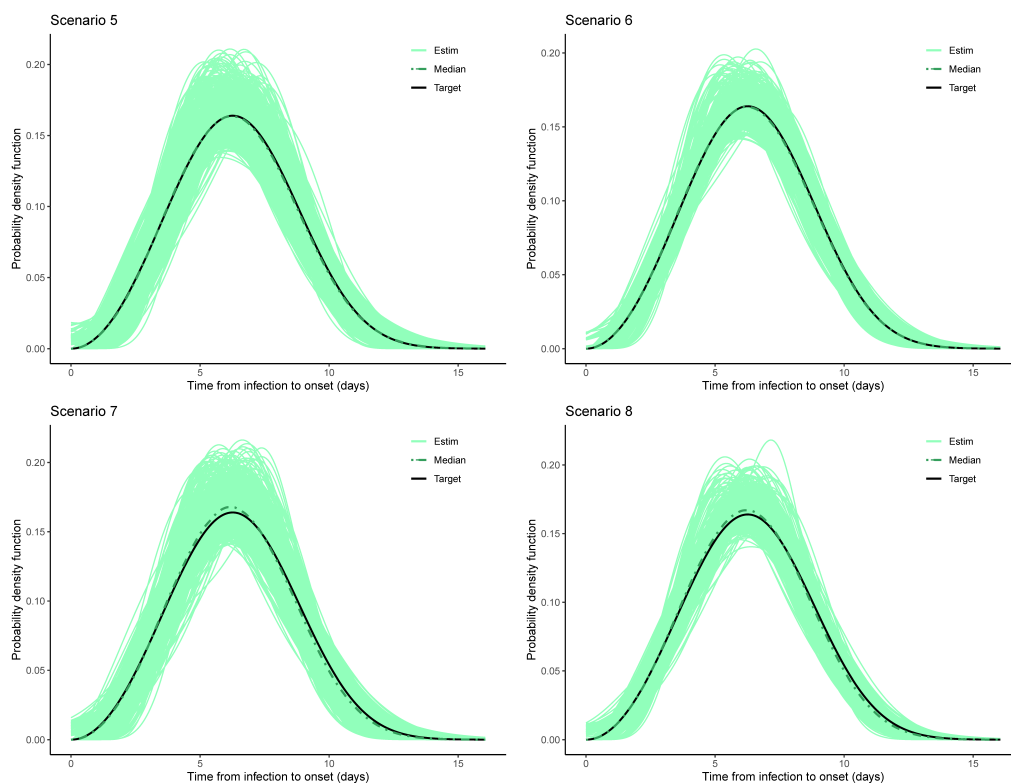 Scenario 5
Probability density function
0.20
0.15
0.10
0.05
0.00
Estim
Median
Target
0
5
10
15
Time from infection to onset (days)
Scenario 6
Probability density function
0.20
0.15
0.10
0.05
0.00
Estim
Median
Target
0
5
10
15
Time from infection to onset (days)
Scenario 7
Probability density function
0.20
0.15
0.10
0.05
0.00
Estim
Median
Target
0
5
10
15
Time from infection to onset (days)
Scenario 8
Probability density function
0.20
0.15
0.10
0.05
0.00
Estim
Median
Target
0
5
10
15
Time from infection to onset (days)